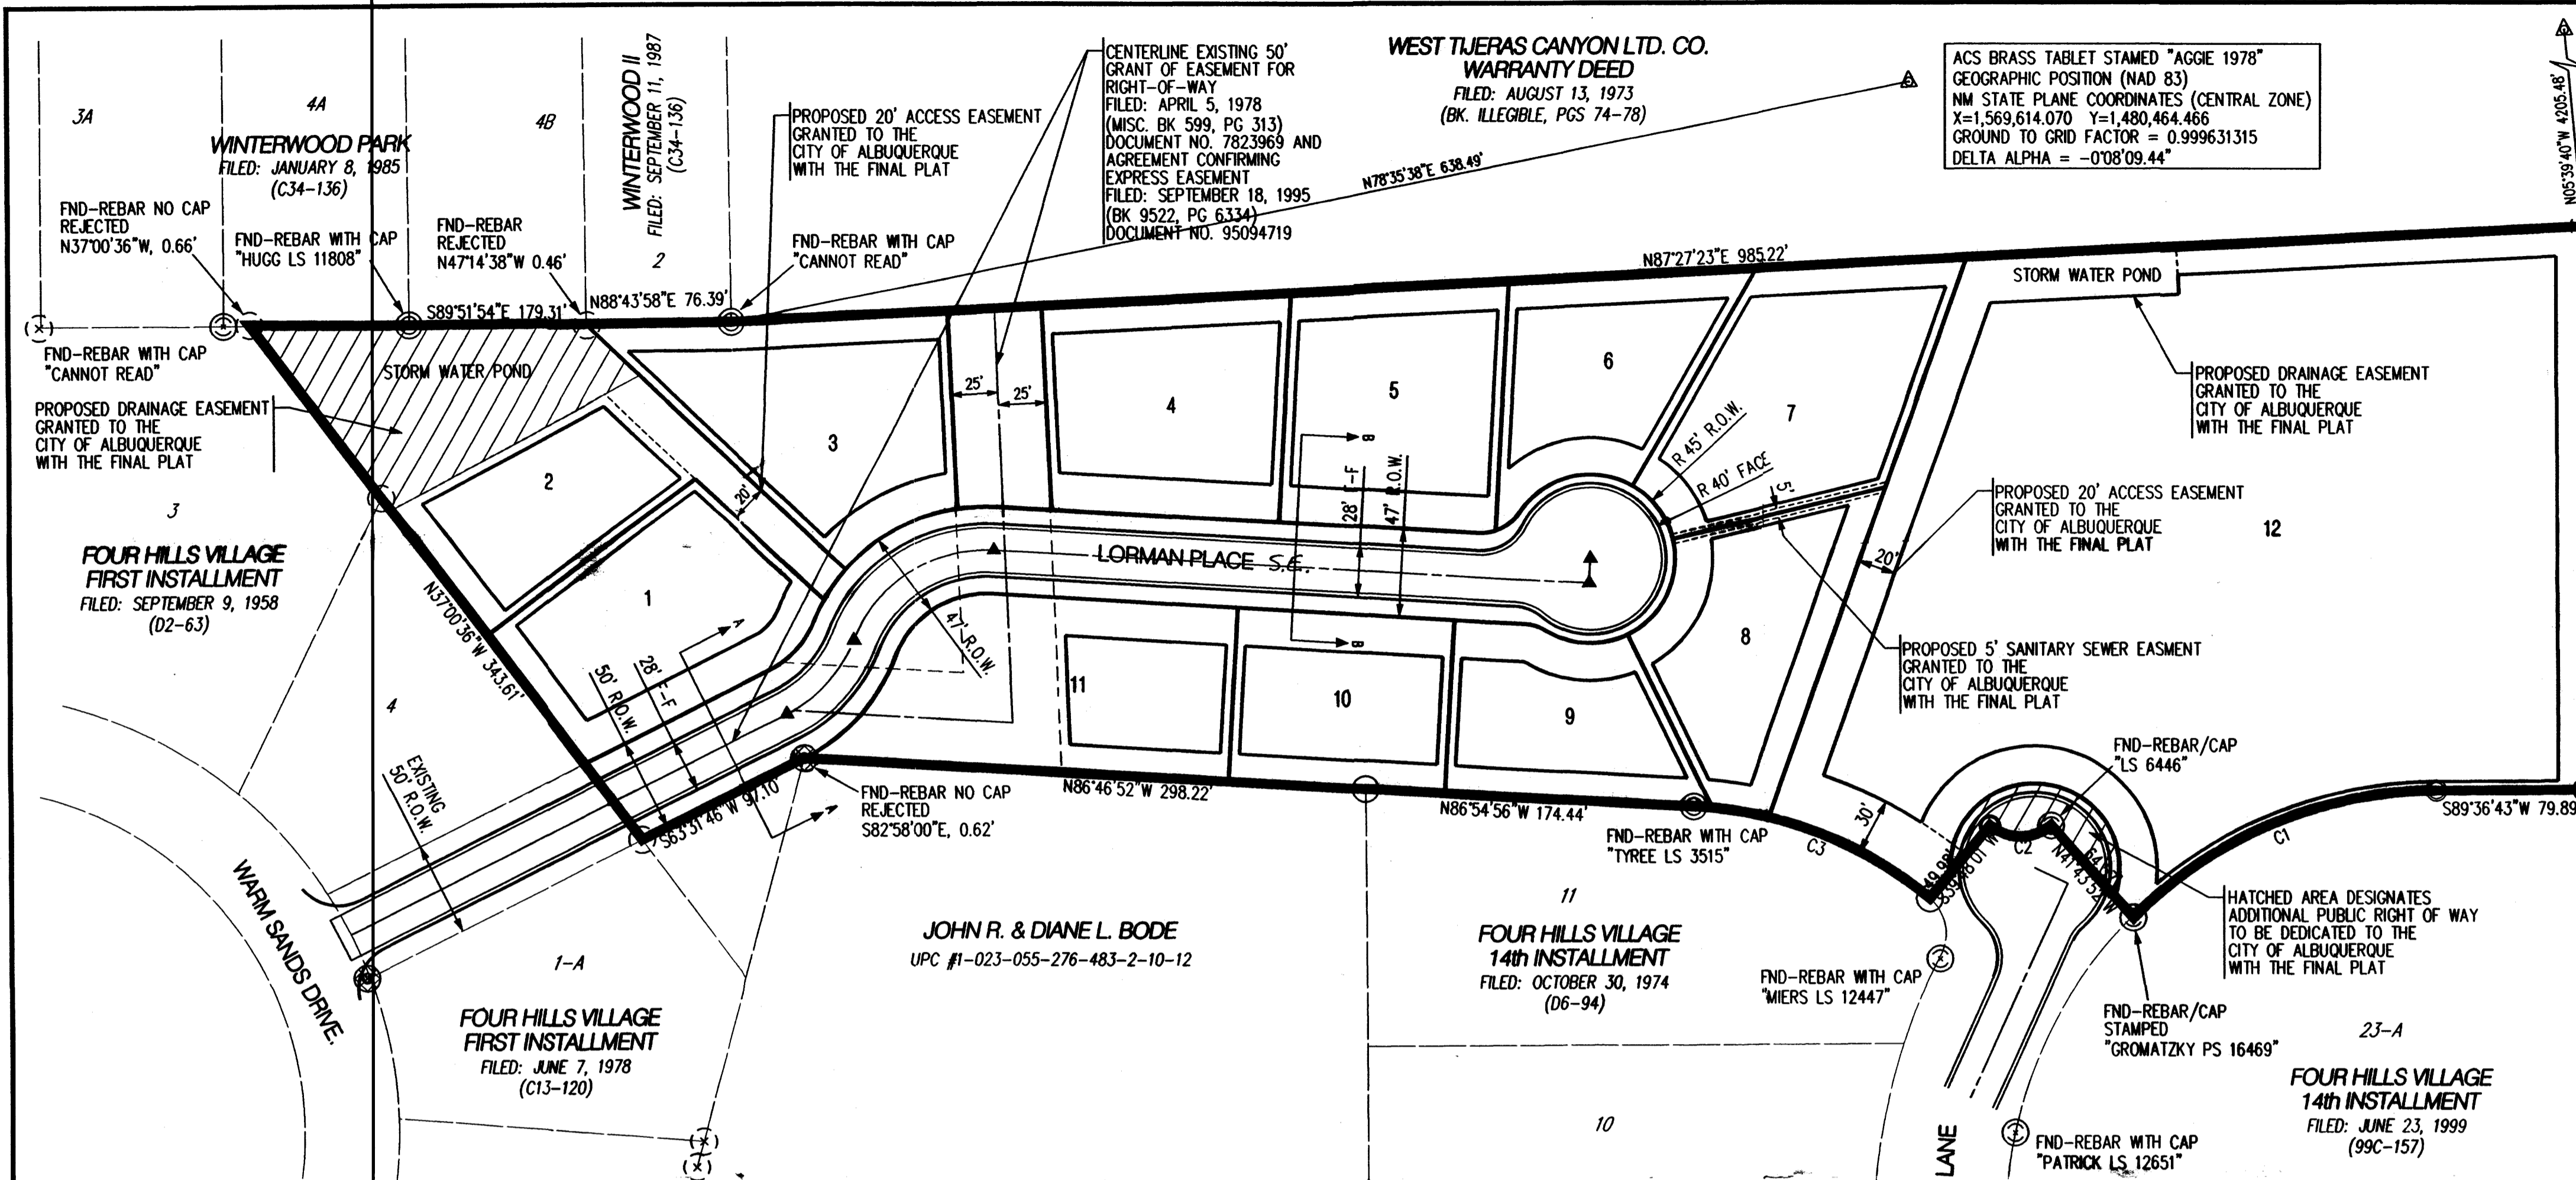 3A
4A
4B
WINTERWOOD PARK
FILED: JANUARY 8, 1985
(C34-136)
WINTERWOOD II
FILED: SEPTEMBER 11, 1987
(C34-136)
2
FND-REBAR NO CAP
REJECTED
N37°00'36"W, 0.66'
FND-REBAR WITH CAP
"HUGG LS 11808"
FND-REBAR
REJECTED
N47°14'38"W 0.46'
PROPOSED 20' ACCESS EASEMENT
GRANTED TO THE
CITY OF ALBUQUERQUE
WITH THE FINAL PLAT
FND-REBAR WITH CAP
"CANNOT READ"
CENTERLINE EXISTING 50'
GRANT OF EASEMENT FOR
RIGHT-OF-WAY
FILED: APRIL 5, 1978
(MISC. BK 599, PG 313)
DOCUMENT NO. 7823969 AND
AGREEMENT CONFIRMING
EXPRESS EASEMENT
FILED: SEPTEMBER 18, 1995
(BK 9522, PG 6334)
DOCUMENT NO. 95094719
WEST TIJERAS CANYON LTD. CO.
WARRANTY DEED
FILED: AUGUST 13, 1973
(BK. ILLEGIBLE, PGS 74-78)
ACS BRASS TABLET STAMED "AGGIE 1978"
GEOGRAPHIC POSITION (NAD 83)
NM STATE PLANE COORDINATES (CENTRAL ZONE)
X=1,569,614.070 Y=1,480,464.466
GROUND TO GRID FACTOR = 0.999631315
DELTA ALPHA = -0°08'09.44"
N05°39'40"W 4205.48'
N78°35'38"E 638.49'
S89°51'54"E 179.31'
N88°43'58"E 76.39'
N87°27'23"E 985.22'
STORM WATER POND
FND-REBAR WITH CAP
"CANNOT READ"
STORM WATER POND
PROPOSED DRAINAGE EASEMENT
GRANTED TO THE
CITY OF ALBUQUERQUE
WITH THE FINAL PLAT
PROPOSED DRAINAGE EASEMENT
GRANTED TO THE
CITY OF ALBUQUERQUE
WITH THE FINAL PLAT
25'
25'
3
4
5
6
7
2
20'
B
28' F-F
47' R.O.W.
R 45' R.O.W.
R 40' FACE
5'
PROPOSED 20' ACCESS EASEMENT
GRANTED TO THE
CITY OF ALBUQUERQUE
WITH THE FINAL PLAT
12
20'
3
FOUR HILLS VILLAGE
FIRST INSTALLMENT
FILED: SEPTEMBER 9, 1958
(D2-63)
N37°00'36"W 343.61'
1
LORMAN PLACE S.E.
A
47' R.O.W.
B
8
PROPOSED 5' SANITARY SEWER EASMENT
GRANTED TO THE
CITY OF ALBUQUERQUE
WITH THE FINAL PLAT
4
50' R.O.W.
28' F-F
11
10
9
EXISTING
50' R.O.W.
S63°31'46"W 97.10'
A
FND-REBAR NO CAP
REJECTED
S82°58'00"E, 0.62'
N86°46'52"W 298.22'
N86°54'56"W 174.44'
FND-REBAR WITH CAP
"TYREE LS 3515"
C3
30'
FND-REBAR/CAP
"LS 6446"
49.98'
C2
C1
S89°36'43"W 79.89
HATCHED AREA DESIGNATES
ADDITIONAL PUBLIC RIGHT OF WAY
TO BE DEDICATED TO THE
CITY OF ALBUQUERQUE
WITH THE FINAL PLAT
WARM SANDS DRIVE.
1-A
FOUR HILLS VILLAGE
FIRST INSTALLMENT
FILED: JUNE 7, 1978
(C13-120)
JOHN R. & DIANE L. BODE
UPC #1-023-055-276-483-2-10-12
11
FOUR HILLS VILLAGE
14th INSTALLMENT
FILED: OCTOBER 30, 1974
(D6-94)
FND-REBAR WITH CAP
"MIERS LS 12447"
FND-REBAR/CAP
STAMPED
"GROMATZKY PS 16469"
23-A
FOUR HILLS VILLAGE
14th INSTALLMENT
FILED: JUNE 23, 1999
(99C-157)
10
LANE
FND-REBAR WITH CAP
"PATRICK LS 12651"